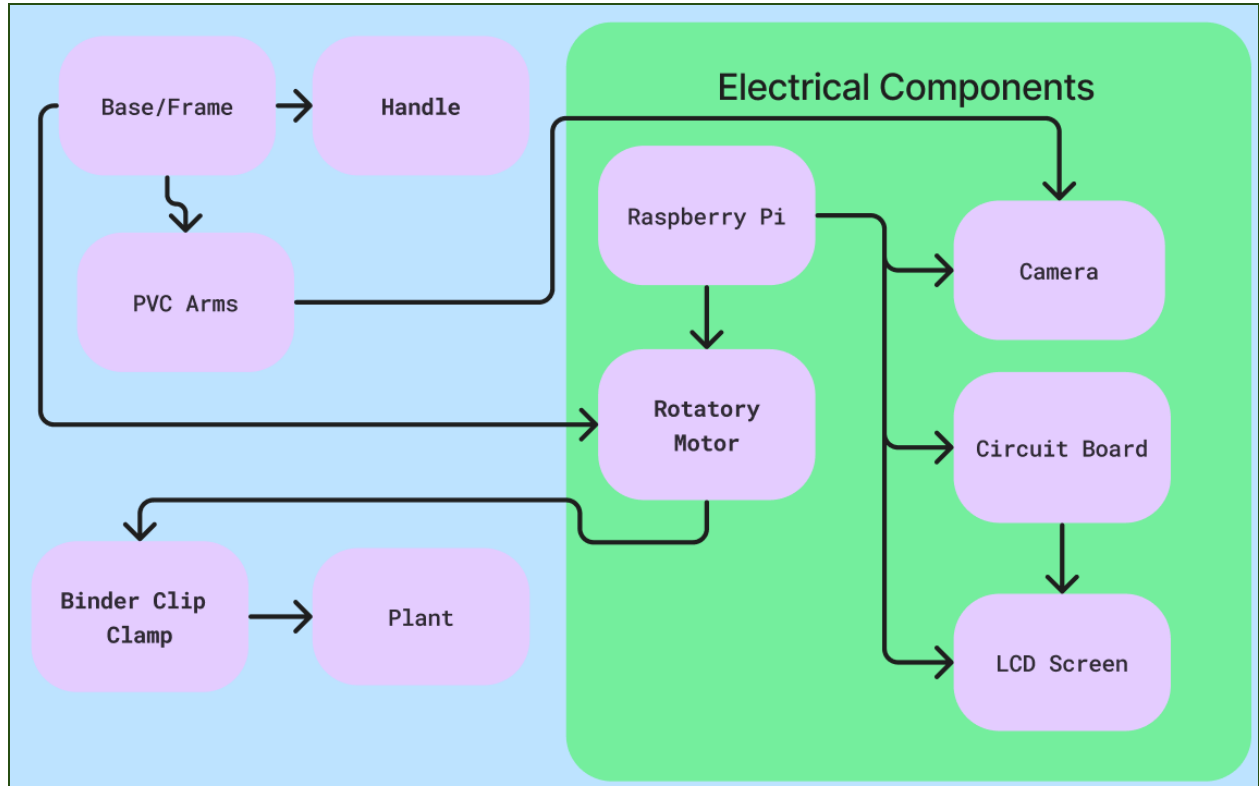 Base/Frame
Handle
Electrical Components
Raspberry Pi
PVC Arms
Camera
Rotatory
Motor
Circuit Board
Binder Clip
Clamp
Plant
LCD Screen